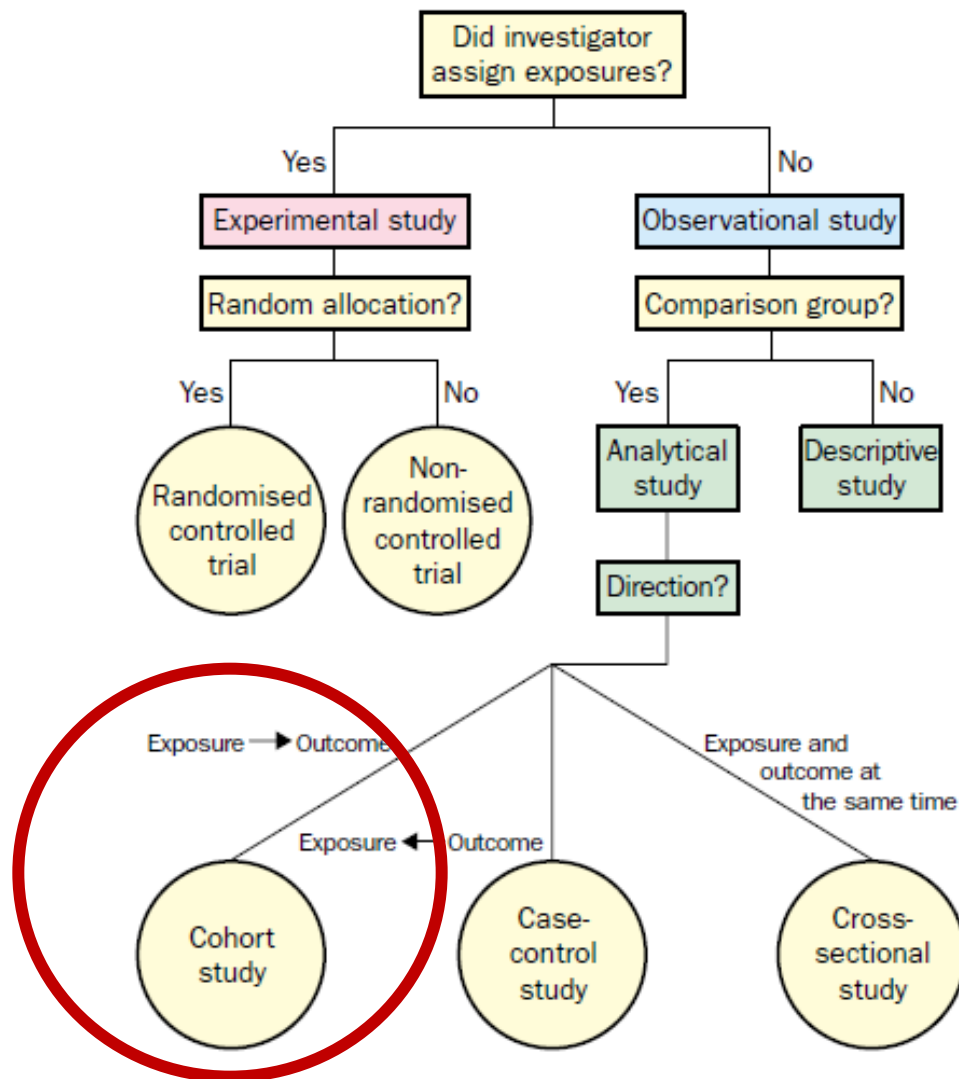 Did investigator
assign exposures?
Yes
No
Experimental study
Observational study
Random allocation?
Comparison group?
Yes
No
Yes
No
Randomised
controlled
trial
Non-
randomised
controlled
trial
Analytical
study
Descriptive
study
Direction?
Exposure → Outcome
Exposure and
outcome at
the same time
Exposure ← Outcome
Cohort
study
Case-
control
study
Cross-
sectional
study